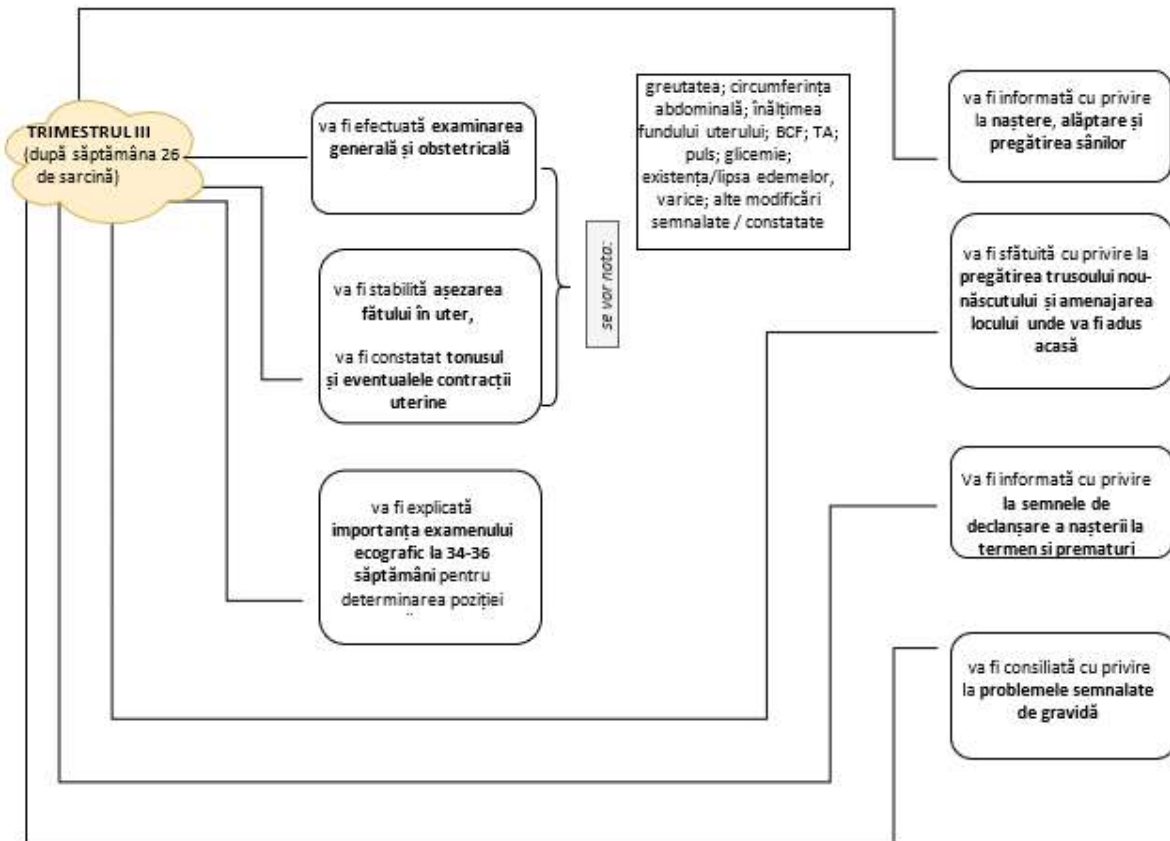 TRIMESTRUL III
(după săptămâna 26
de sarcină)
va fi efectuată examinarea
generală și obstetricală
va fi stabilită așezarea
fătului în uter,
va fi constatat tonusul
și eventualele contracții
uterine
va fi explicată
importanța examenului
ecografic la 34-36
săptămâni pentru
determinarea poziției
se vor nota:
greutatea; circumferința
abdominală; înălțimea
fundului uterului; BCF; TA;
puls; glicemie;
existența/lipsa edemelor,
varice; alte modificări
semnalate / constatate
va fi informată cu privire
la naștere, alăptare și
pregătirea sânilor
va fi sfătuită cu privire la
pregătirea trusoului nou-
născutului și amenajarea
locului unde va fi adus
acasă
Va fi informată cu privire
la semnele de
declanșare a nașterii la
termen si prematuri
va fi consiliată cu privire
la problemele semnalate
de gravidă